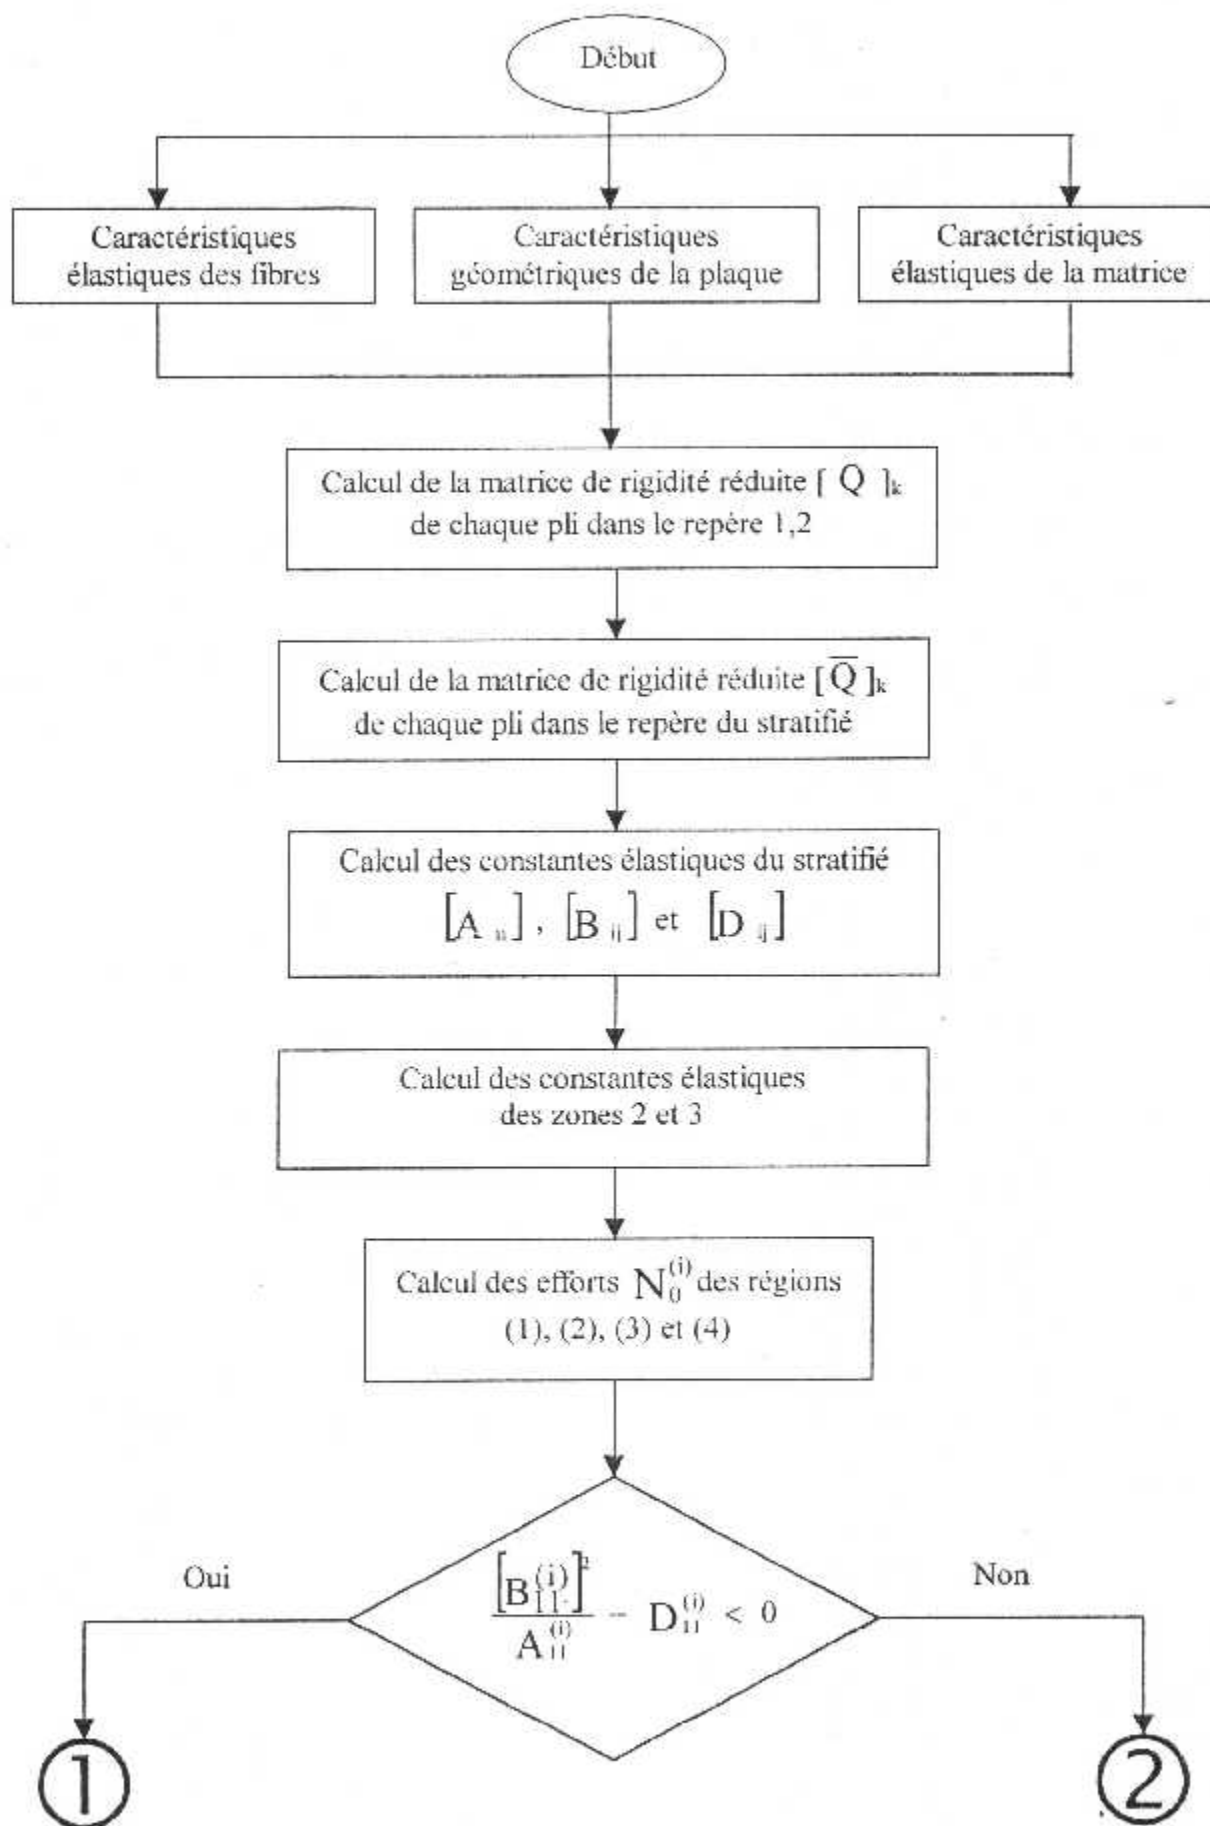 Début
Caractéristiques
élastiques des fibres
Caractéristiques
géométriques de la plaque
Caractéristiques
élastiques de la matrice
Calcul de la matrice de rigidité réduite [ Q ]k
de chaque pli dans le repère 1,2
Calcul de la matrice de rigidité réduite [ Q̅ ]k
de chaque pli dans le repère du stratifié
Calcul des constantes élastiques du stratifié
[A ij] , [B ij] et [D ij]
Calcul des constantes élastiques
des zones 2 et 3
Calcul des efforts N0(i) des régions
(1), (2), (3) et (4)
Oui
Non
[B11(i)]2 / A11(i) − D11(i) < 0
1
2